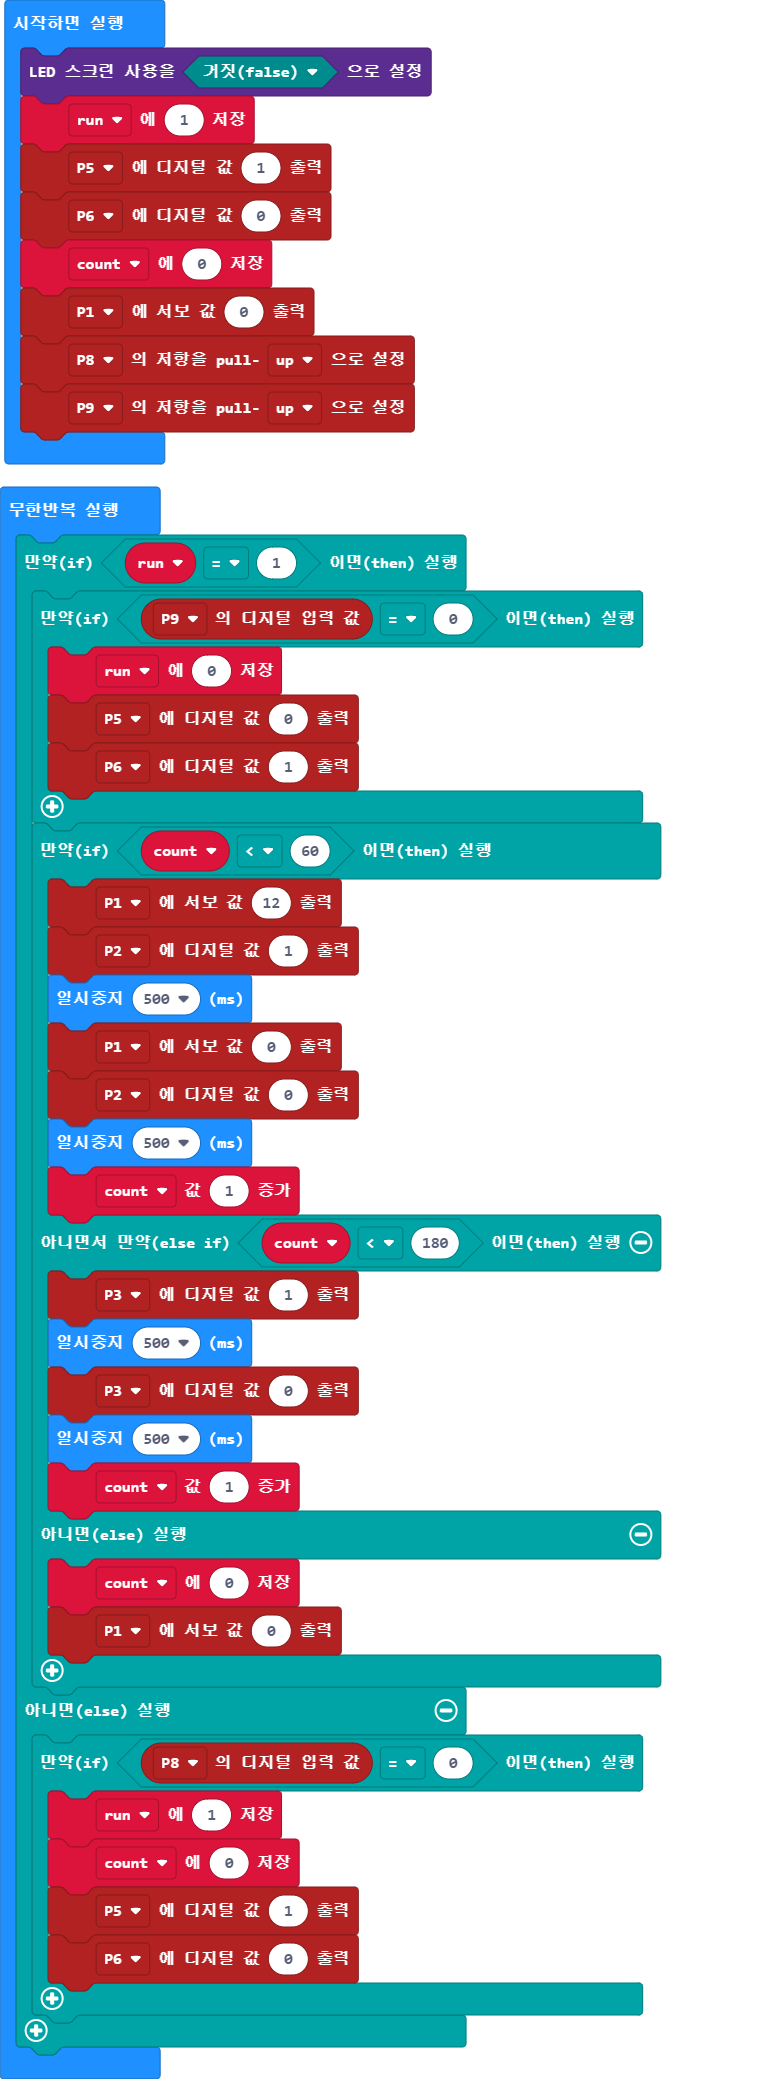 시작하면 실행
LED 스크린 사용을 거짓(false) 으로 설정
run 에 1 저장
P5 에 디지털 값 1 출력
P6 에 디지털 값 0 출력
count 에 0 저장
P1 에 서보 값 0 출력
P8 의 저항을 pull- up 으로 설정
P9 의 저항을 pull- up 으로 설정
무한반복 실행
만약(if) run = 1 이면(then) 실행
만약(if) P9 의 디지털 입력 값 = 0 이면(then) 실행
run 에 0 저장
P5 에 디지털 값 0 출력
P6 에 디지털 값 1 출력
만약(if) count < 60 이면(then) 실행
P1 에 서보 값 12 출력
P2 에 디지털 값 1 출력
일시중지 500 (ms)
P1 에 서보 값 0 출력
P2 에 디지털 값 0 출력
일시중지 500 (ms)
count 값 1 증가
아니면서 만약(else if) count < 180 이면(then) 실행
P3 에 디지털 값 1 출력
일시중지 500 (ms)
P3 에 디지털 값 0 출력
일시중지 500 (ms)
count 값 1 증가
아니면(else) 실행
count 에 0 저장
P1 에 서보 값 0 출력
아니면(else) 실행
만약(if) P8 의 디지털 입력 값 = 0 이면(then) 실행
run 에 1 저장
count 에 0 저장
P5 에 디지털 값 1 출력
P6 에 디지털 값 0 출력